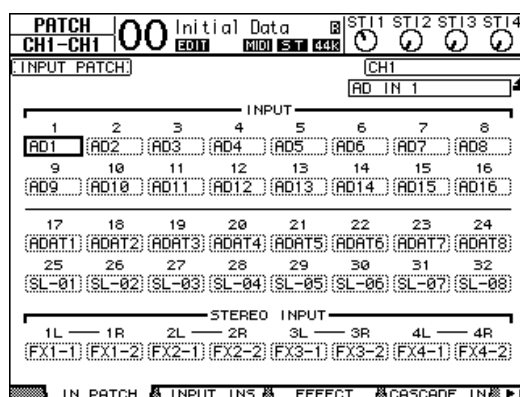 PATCH 00 Initial Data ST11 ST12 ST13 ST14
CH1-CH1 EDIT MIDI ST 44K
INPUT PATCH CH1
AD IN 1
INPUT
1 2 3 4 5 6 7 8
AD1 AD2 AD3 AD4 AD5 AD6 AD7 AD8
9 10 11 12 13 14 15 16
AD9 AD10 AD11 AD12 AD13 AD14 AD15 AD16
17 18 19 20 21 22 23 24
ADAT1 ADAT2 ADAT3 ADAT4 ADAT5 ADAT6 ADAT7 ADAT8
25 26 27 28 29 30 31 32
SL-01 SL-02 SL-03 SL-04 SL-05 SL-06 SL-07 SL-08
STEREO INPUT
1L 1R 2L 2R 3L 3R 4L 4R
FX1-1 FX1-2 FX2-1 FX2-2 FX3-1 FX3-2 FX4-1 FX4-2
IN PATCH INPUT INS EFFECT CASCADE IN